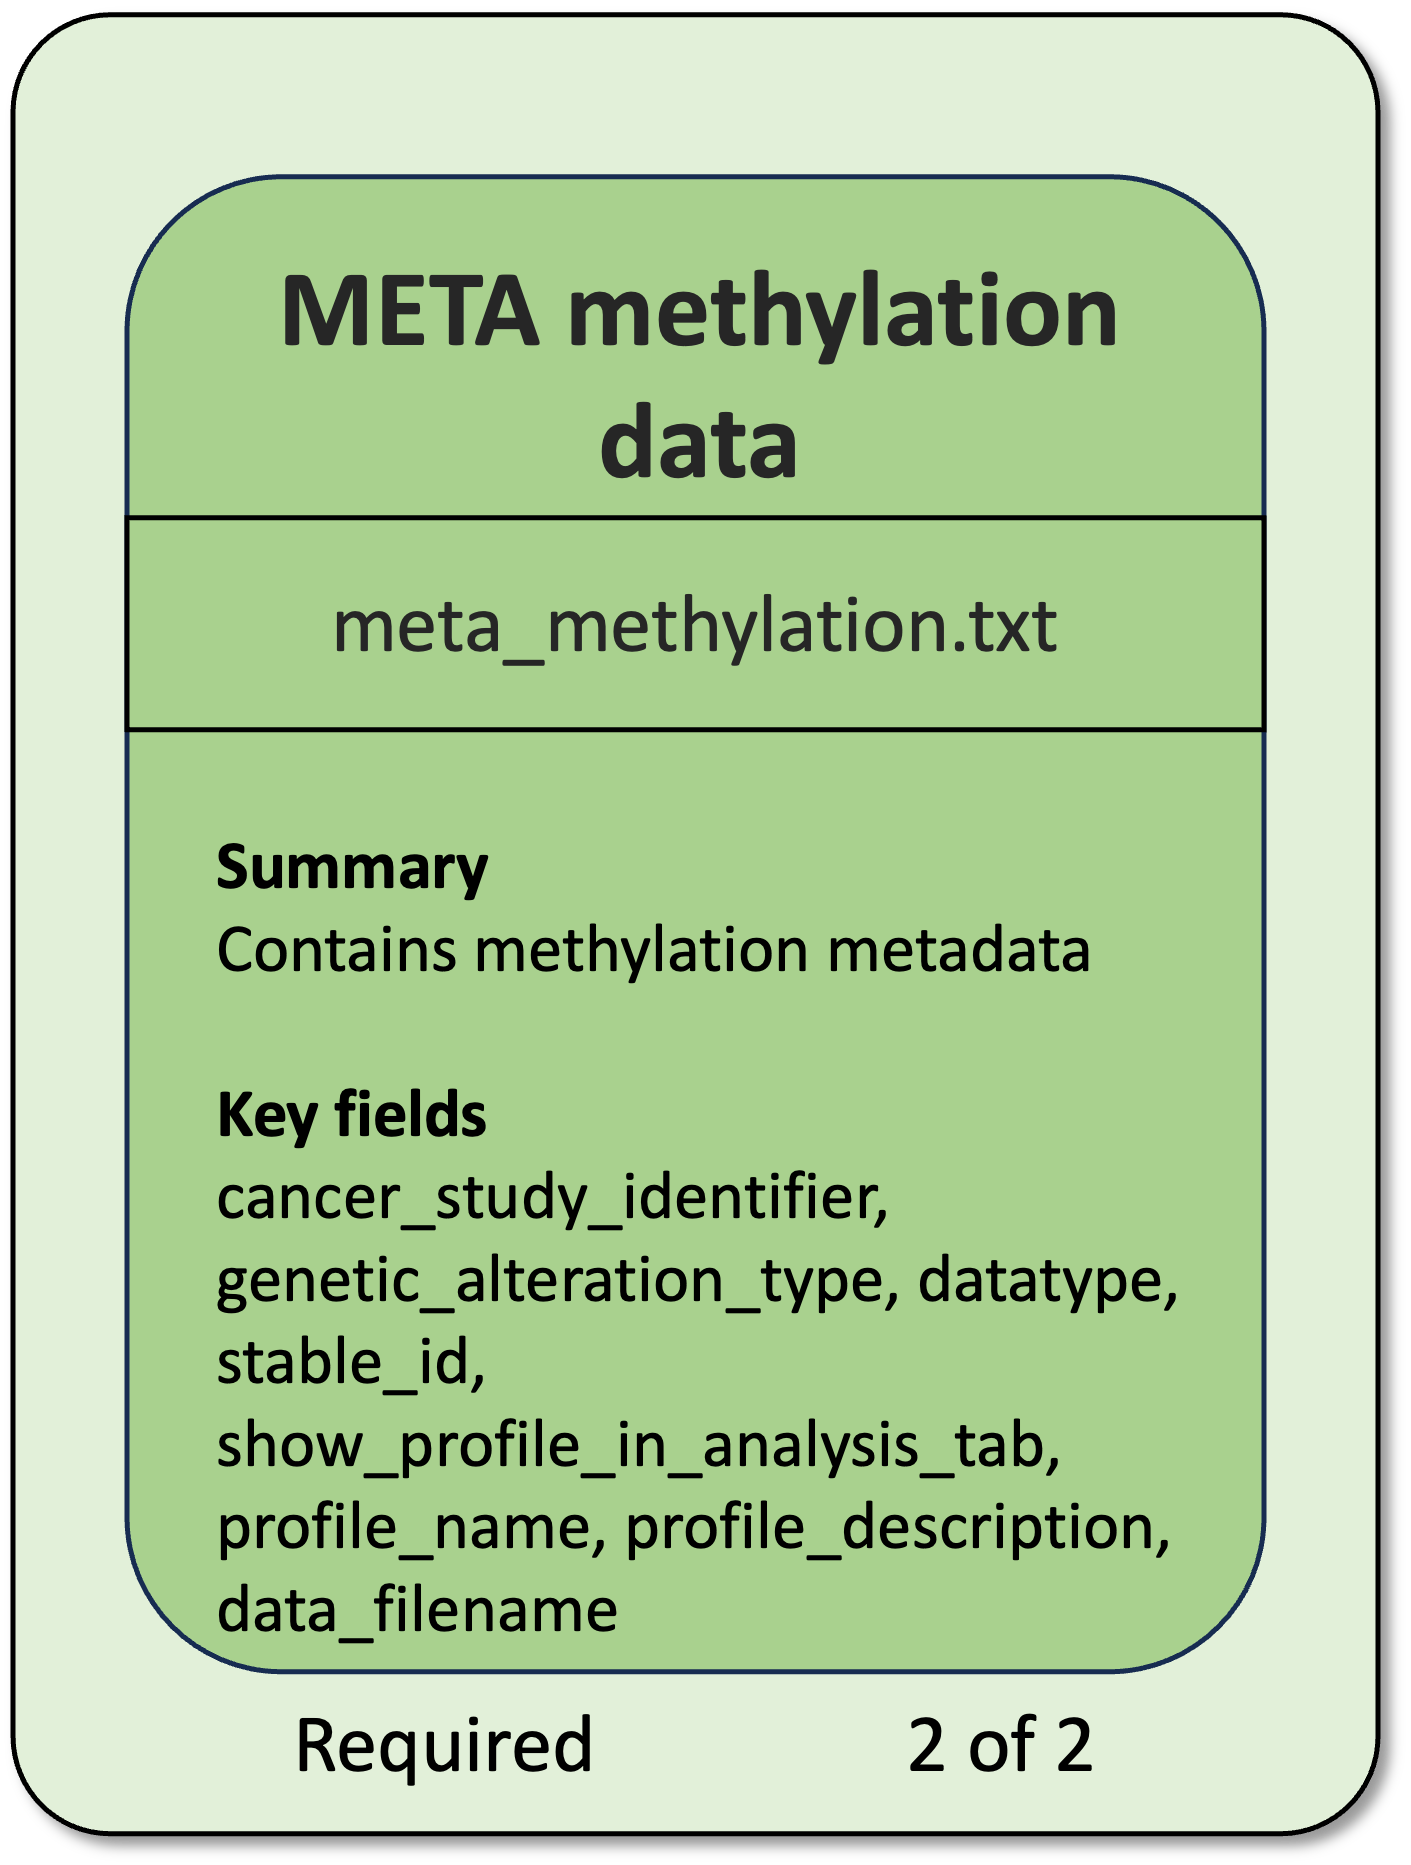 META methylation
data
meta_methylation.txt
Summary
Contains methylation metadata
Key fields
cancer_study_identifier,
genetic_alteration_type, datatype,
stable_id,
show_profile_in_analysis_tab,
profile_name, profile_description,
data_filename
Required 2 of 2